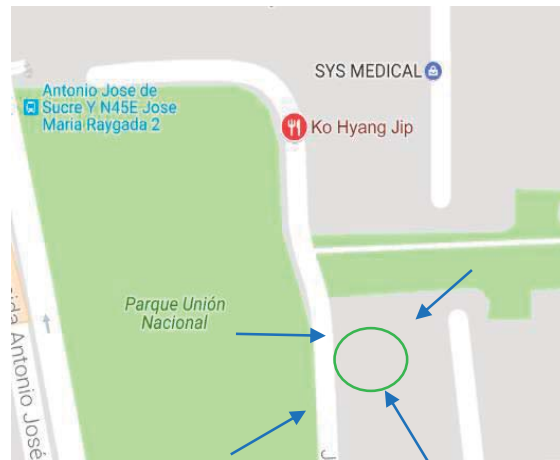 SYS MEDICAL
Antonio Jose de
Sucre Y N45E Jose
Maria Raygada 2
Ko Hyang Jip
Parque Unión
Nacional
Antonio José